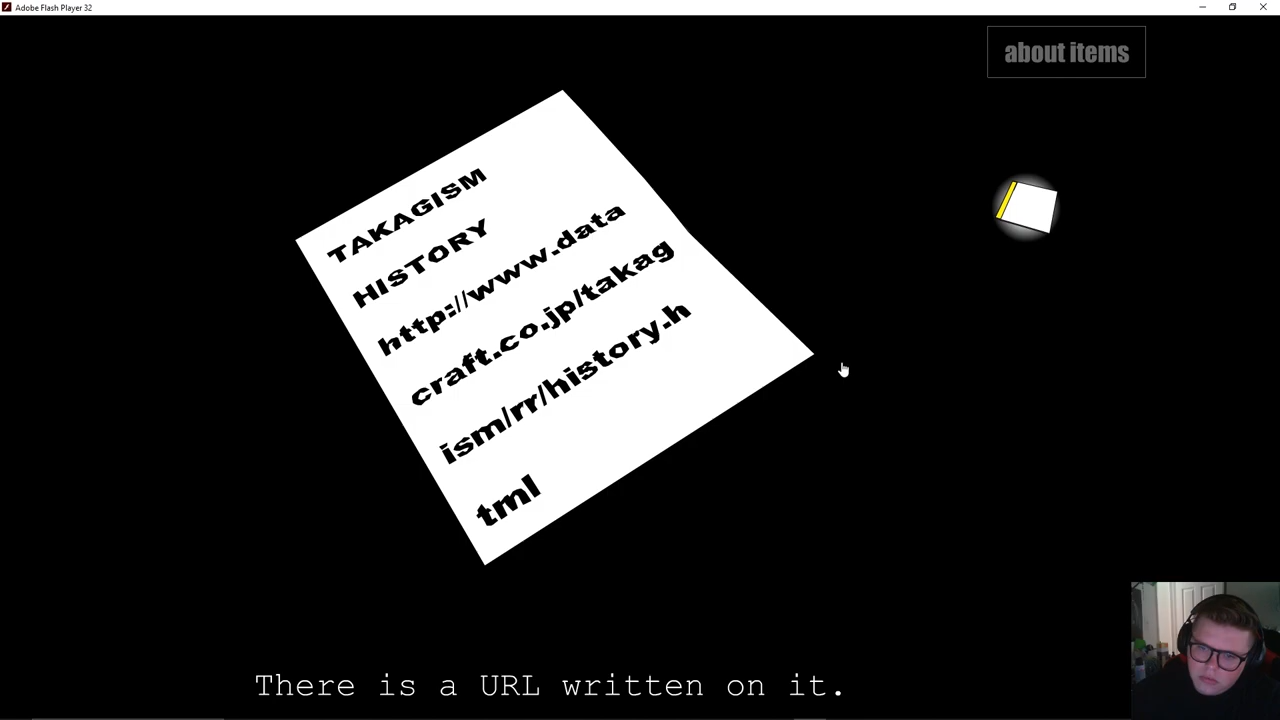 Adobe Flash Player 32
about items
TAKAGISM
HISTORY
http://www.data
craft.co.jp/takag
ism/rr/history.h
tml
There is a URL written on it.